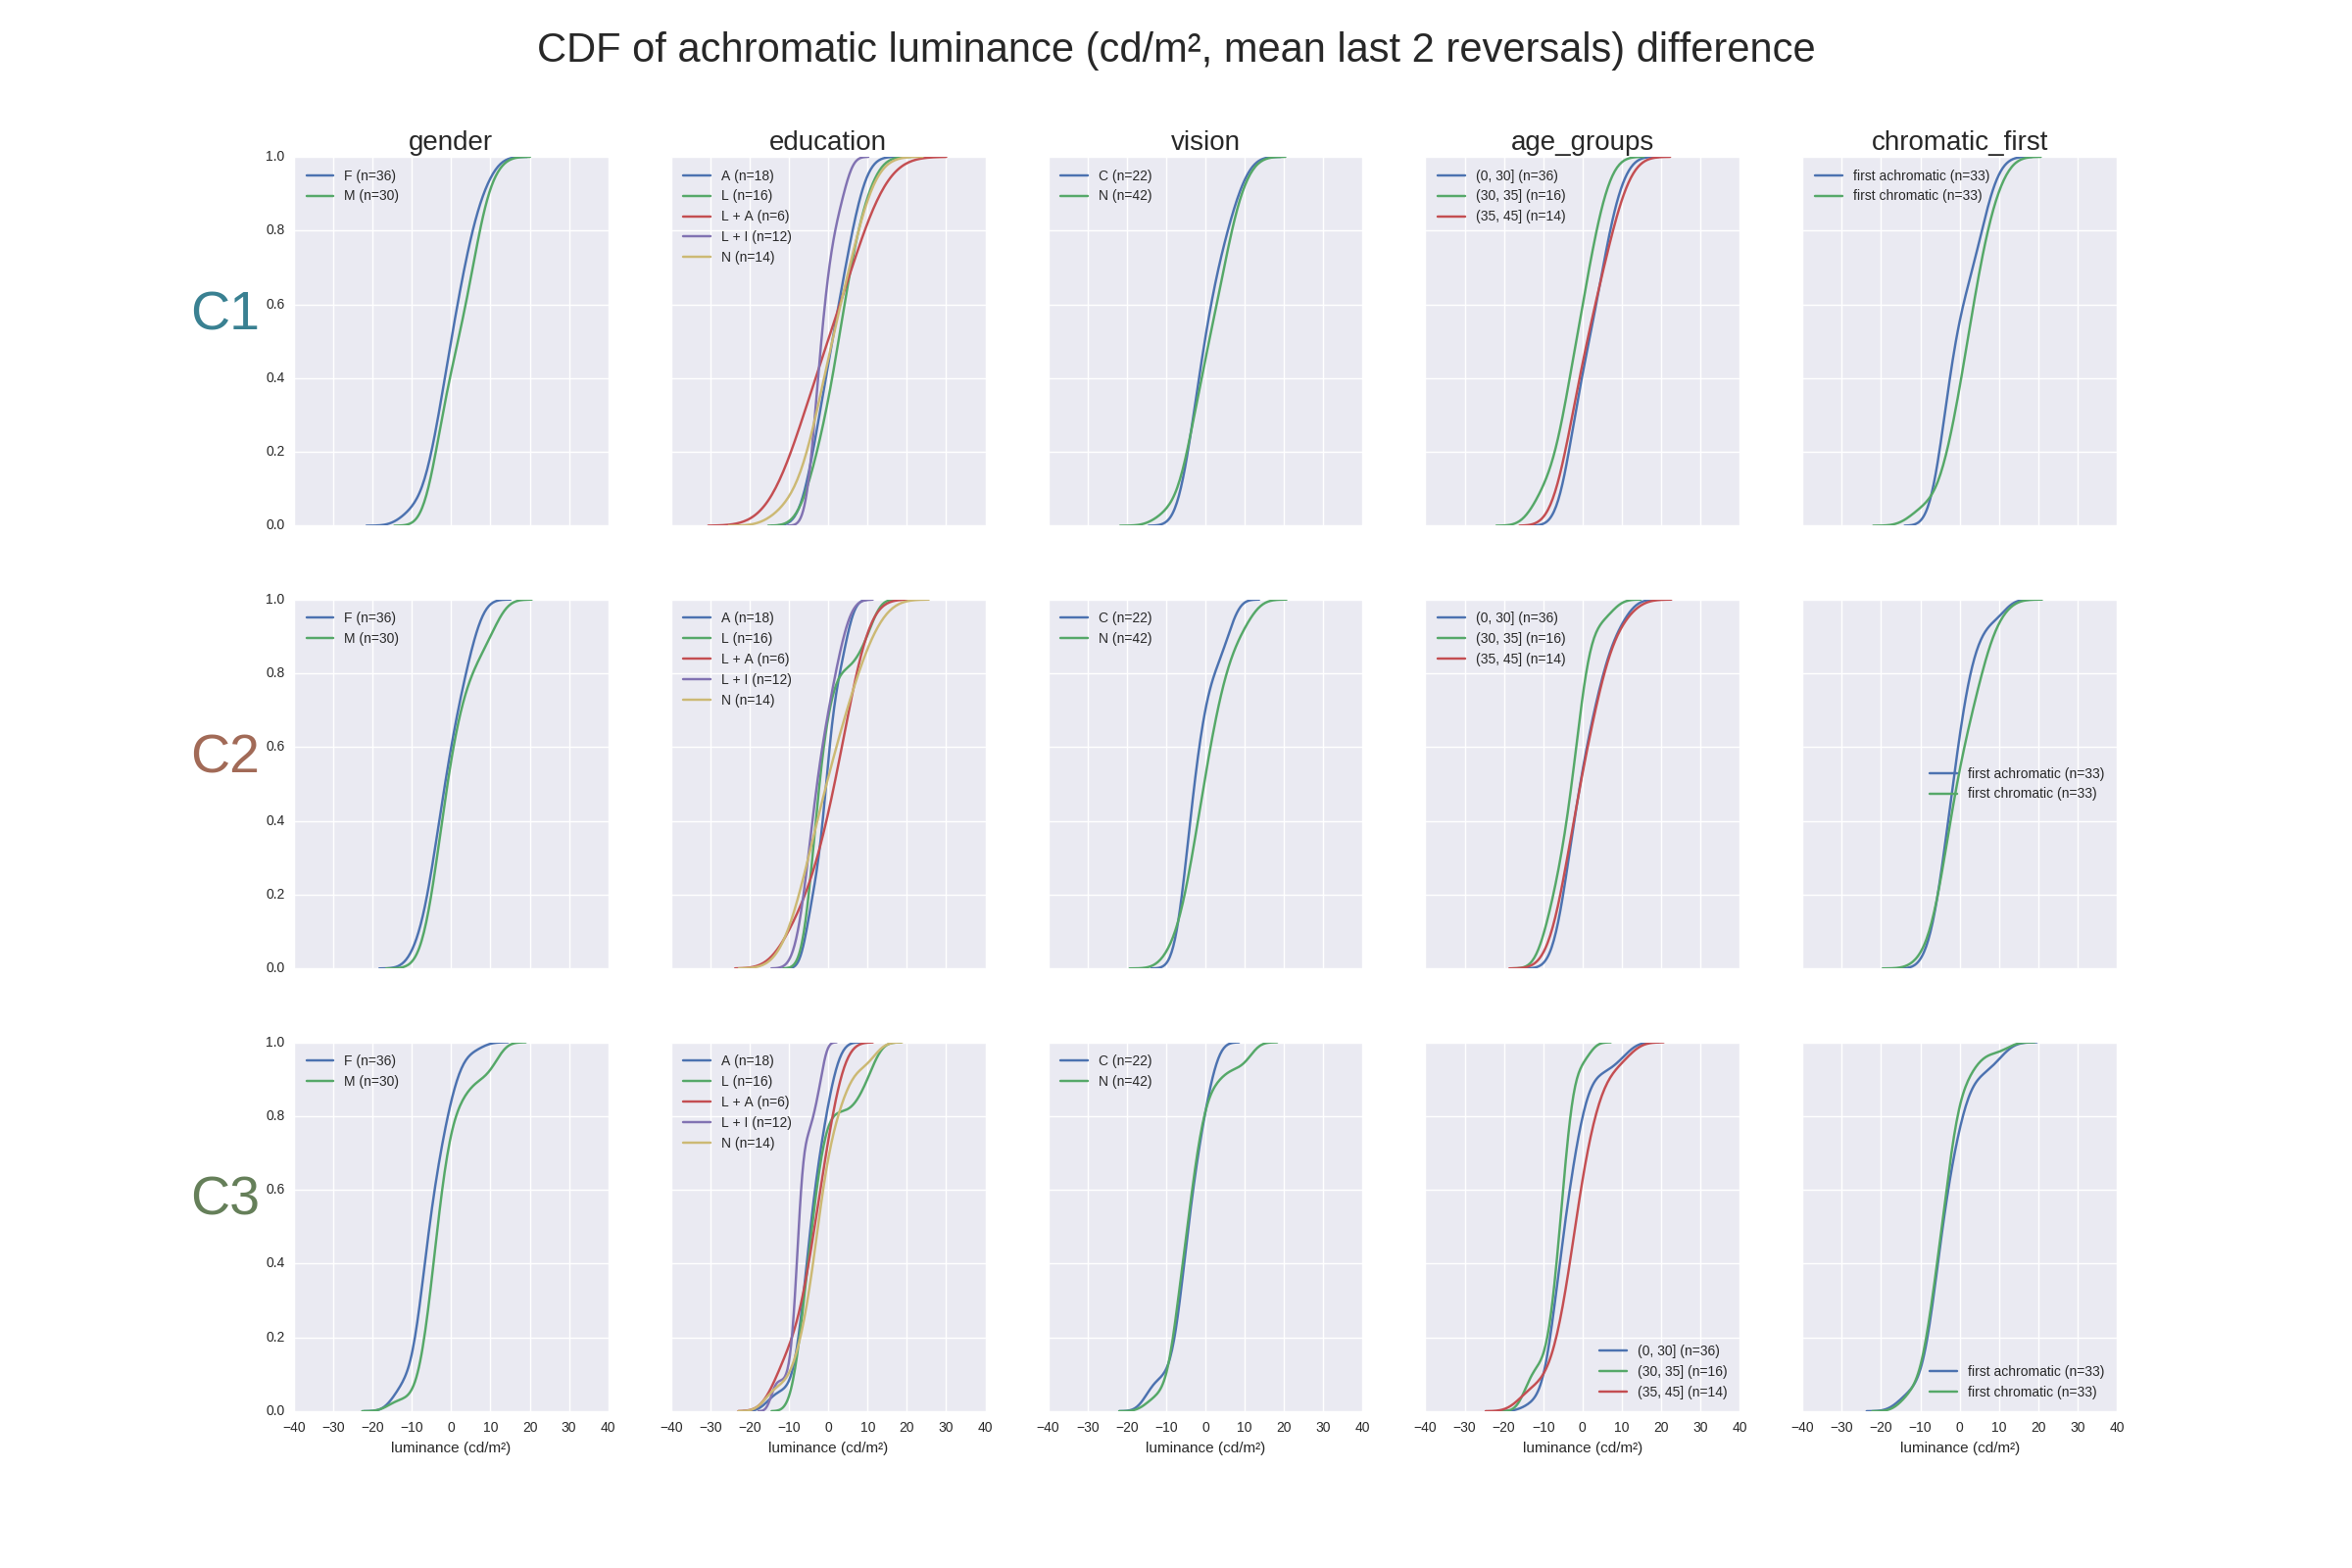 CDF of achromatic luminance (cd/m², mean last 2 reversals) difference
gender education vision age_groups chromatic_first
C1
1.0
0.8
0.6
0.4
0.2
0.0
F (n=36)
M (n=30)
A (n=18)
L (n=16)
L + A (n=6)
L + I (n=12)
N (n=14)
C (n=22)
N (n=42)
(0, 30] (n=36)
(30, 35] (n=16)
(35, 45] (n=14)
first achromatic (n=33)
first chromatic (n=33)
C2
1.0
0.8
0.6
0.4
0.2
0.0
F (n=36)
M (n=30)
A (n=18)
L (n=16)
L + A (n=6)
L + I (n=12)
N (n=14)
C (n=22)
N (n=42)
(0, 30] (n=36)
(30, 35] (n=16)
(35, 45] (n=14)
first achromatic (n=33)
first chromatic (n=33)
C3
1.0
0.8
0.6
0.4
0.2
0.0
F (n=36)
M (n=30)
A (n=18)
L (n=16)
L + A (n=6)
L + I (n=12)
N (n=14)
C (n=22)
N (n=42)
(0, 30] (n=36)
(30, 35] (n=16)
(35, 45] (n=14)
first achromatic (n=33)
first chromatic (n=33)
−40 −30 −20 −10 0 10 20 30 40
luminance (cd/m²)
−40 −30 −20 −10 0 10 20 30 40
luminance (cd/m²)
−40 −30 −20 −10 0 10 20 30 40
luminance (cd/m²)
−40 −30 −20 −10 0 10 20 30 40
luminance (cd/m²)
−40 −30 −20 −10 0 10 20 30 40
luminance (cd/m²)